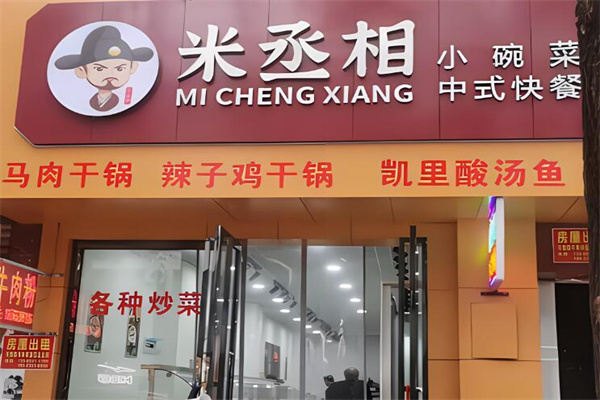 米丞相
MI CHENG XIANG
小碗菜
中式快餐
马肉干锅 辣子鸡干锅 凯里酸汤鱼
各种炒菜
牛肉粉
房屋出租
房屋出租